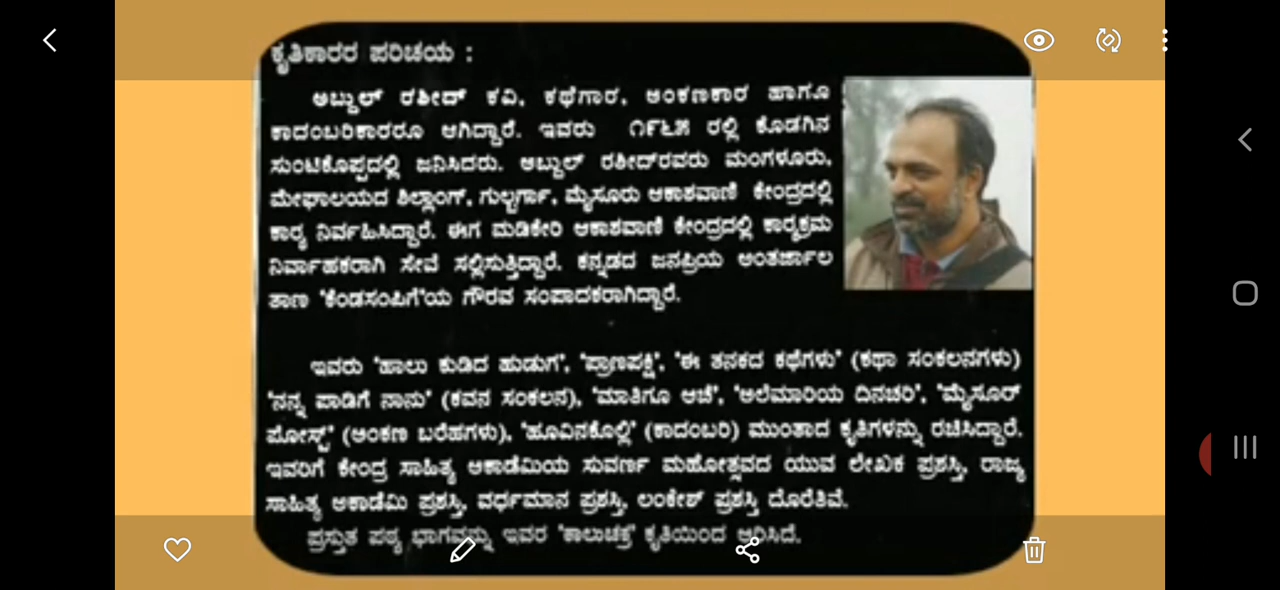 ಕೃತಿಕಾರರ ಪರಿಚಯ :
ಅಬ್ದುಲ್ ರಶೀದ್ ಕವಿ, ಕಥೆಗಾರ, ಅಂಕಣಕಾರ ಹಾಗೂ
ಕಾದಂಬರಿಕಾರರೂ ಆಗಿದ್ದಾರೆ. ಇವರು ೧೯೬೫ ರಲ್ಲಿ ಕೊಡಗಿನ
ಸುಂಟಿಕೊಪ್ಪದಲ್ಲಿ ಜನಿಸಿದರು. ಅಬ್ದುಲ್ ರಶೀದ್‌ರವರು ಮಂಗಳೂರು,
ಮೇಘಾಲಯದ ಶಿಲ್ಲಾಂಗ್, ಗುಲ್ಬರ್ಗಾ, ಮೈಸೂರು ಆಕಾಶವಾಣಿ ಕೇಂದ್ರದಲ್ಲಿ
ಕಾರ‍್ಯ ನಿರ್ವಹಿಸಿದ್ದಾರೆ. ಈಗ ಮಡಿಕೇರಿ ಆಕಾಶವಾಣಿ ಕೇಂದ್ರದಲ್ಲಿ ಕಾರ‍್ಯಕ್ರಮ
ನಿರ್ವಾಹಕರಾಗಿ ಸೇವೆ ಸಲ್ಲಿಸುತ್ತಿದ್ದಾರೆ. ಕನ್ನಡದ ಜನಪ್ರಿಯ ಅಂತರ್ಜಾಲ
ತಾಣ 'ಕೆಂಡಸಂಪಿಗೆ'ಯ ಗೌರವ ಸಂಪಾದಕರಾಗಿದ್ದಾರೆ.
ಇವರು 'ಹಾಲು ಕುಡಿದ ಹುಡುಗ', 'ಪ್ರಾಣಪಕ್ಷಿ', 'ಈ ತನಕದ ಕಥೆಗಳು' (ಕಥಾ ಸಂಕಲನಗಳು)
'ನನ್ನ ಪಾಡಿಗೆ ನಾನು' (ಕವನ ಸಂಕಲನ), 'ಮಾತಿಗೂ ಆಚೆ', 'ಅಲೆಮಾರಿಯ ದಿನಚರಿ', 'ಮೈಸೂರ್
ಪೋಸ್ಟ್' (ಅಂಕಣ ಬರೆಹಗಳು), 'ಹೂವಿನಕೊಲ್ಲಿ' (ಕಾದಂಬರಿ) ಮುಂತಾದ ಕೃತಿಗಳನ್ನು ರಚಿಸಿದ್ದಾರೆ.
ಇವರಿಗೆ ಕೇಂದ್ರ ಸಾಹಿತ್ಯ ಅಕಾಡೆಮಿಯ ಸುವರ್ಣ ಮಹೋತ್ಸವದ ಯುವ ಲೇಖಕ ಪ್ರಶಸ್ತಿ, ರಾಜ್ಯ
ಸಾಹಿತ್ಯ ಅಕಾಡೆಮಿ ಪ್ರಶಸ್ತಿ, ವರ್ಧಮಾನ ಪ್ರಶಸ್ತಿ, ಲಂಕೇಶ್ ಪ್ರಶಸ್ತಿ ದೊರೆತಿವೆ.
ಪ್ರಸ್ತುತ ಪಠ್ಯ ಭಾಗವನ್ನು ಇವರ 'ಕಾಲುಚಕ್ರ' ಕೃತಿಯಿಂದ ಆರಿಸಿದೆ.